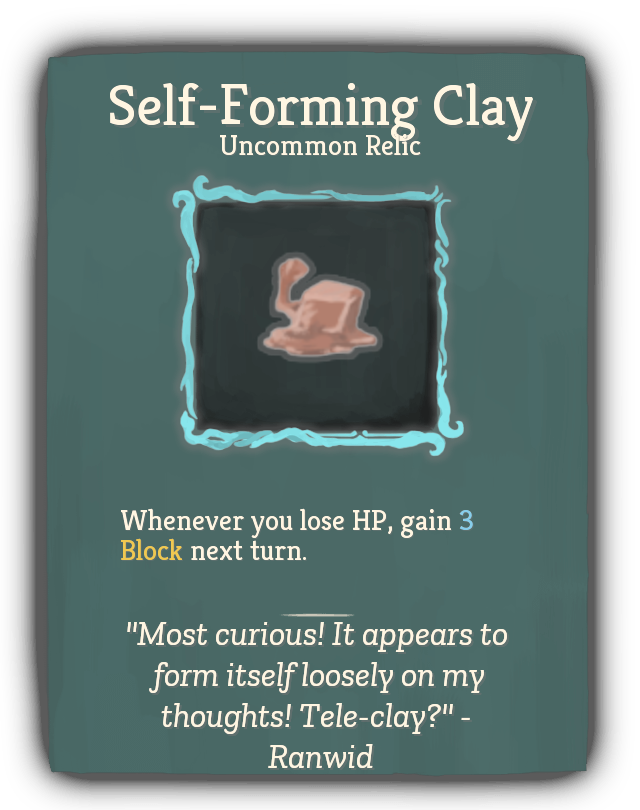 Self-Forming Clay
Uncommon Relic
Whenever you lose HP, gain 3
Block next turn.
"Most curious! It appears to
form itself loosely on my
thoughts! Tele-clay?" -
Ranwid